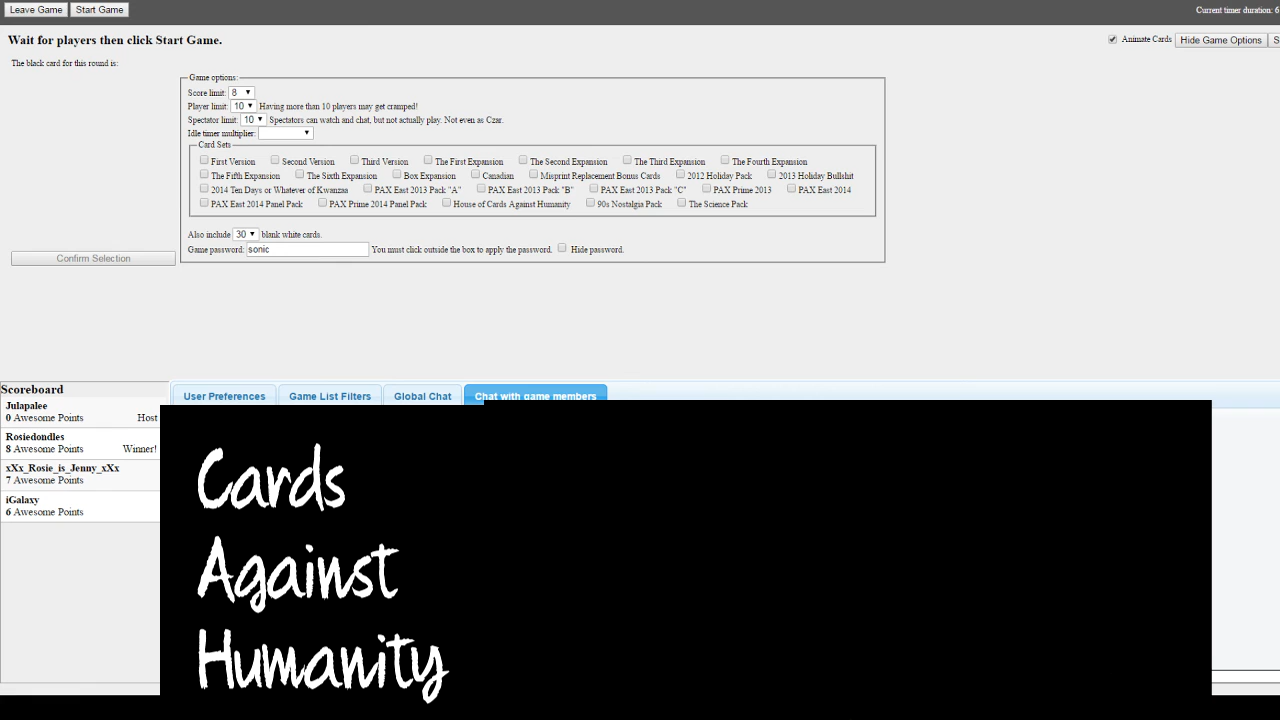 Leave Game Start Game Current timer duration: 6
Wait for players then click Start Game. Animate Cards Hide Game Options S
The black card for this round is:
Game options:
Score limit: 8
Player limit: 10 Having more than 10 players may get cramped!
Spectator limit: 10 Spectators can watch and chat, but not actually play. Not even as Czar.
Idle timer multiplier:
Card Sets
First Version Second Version Third Version The First Expansion The Second Expansion The Third Expansion The Fourth Expansion
The Fifth Expansion The Sixth Expansion Box Expansion Canadian Misprint Replacement Bonus Cards 2012 Holiday Pack 2013 Holiday Bullshit
2014 Ten Days or Whatever of Kwanzaa PAX East 2013 Pack "A" PAX East 2013 Pack "B" PAX East 2013 Pack "C" PAX Prime 2013 PAX East 2014
PAX East 2014 Panel Pack PAX Prime 2014 Panel Pack House of Cards Against Humanity 90s Nostalgia Pack The Science Pack
Also include 30 blank white cards.
Game password: sonic You must click outside the box to apply the password. Hide password.
Confirm Selection
Scoreboard
User Preferences Game List Filters Global Chat Chat with game members
Julapalee
0 Awesome Points Host
Rosiedondles
8 Awesome Points Winner!
xXx_Rosie_is_Jenny_xXx
7 Awesome Points
iGalaxy
6 Awesome Points
Cards
Against
Humanity